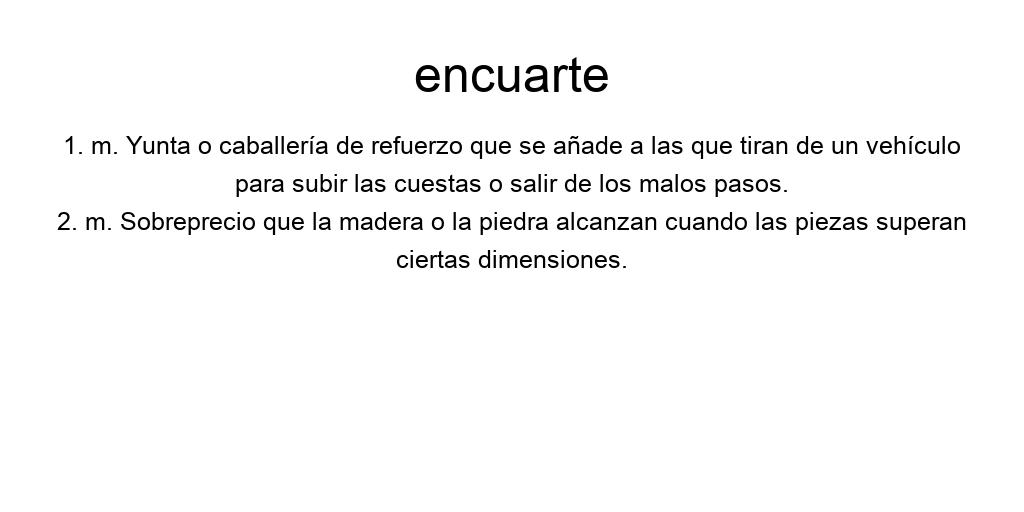 encuarte
1. m. Yunta o caballería de refuerzo que se añade a las que tiran de un vehículo
para subir las cuestas o salir de los malos pasos.
2. m. Sobreprecio que la madera o la piedra alcanzan cuando las piezas superan
ciertas dimensiones.